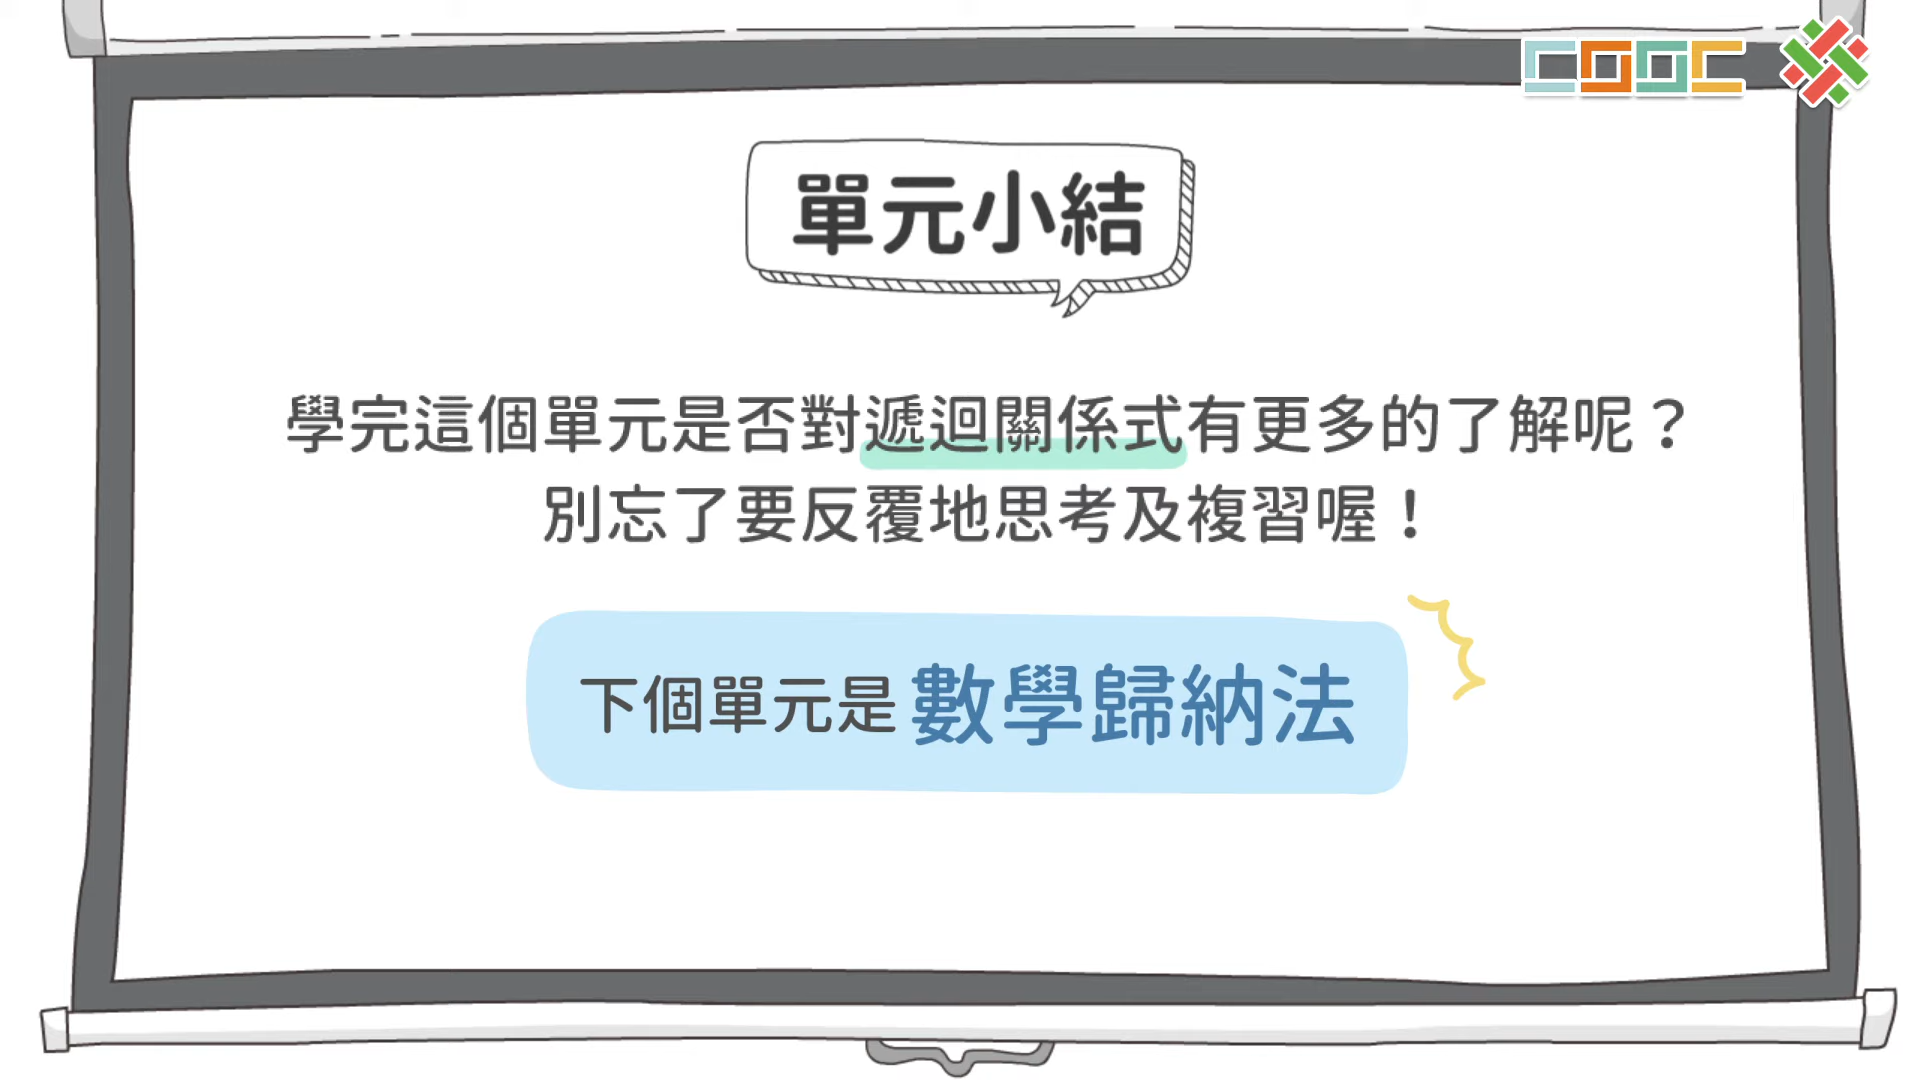 COOC
單元小結
學完這個單元是否對遞迴關係式有更多的了解呢？
別忘了要反覆地思考及複習喔！
下個單元是數學歸納法